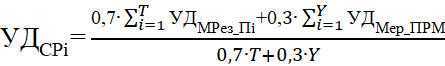 УД_СРi = (0,7· ∑_{i=1}^{T} УД_МРез_Пi + 0,3· ∑_{i=1}^{Y} УД_Мер_ПРМ) / (0,7·T+0,3·Y)